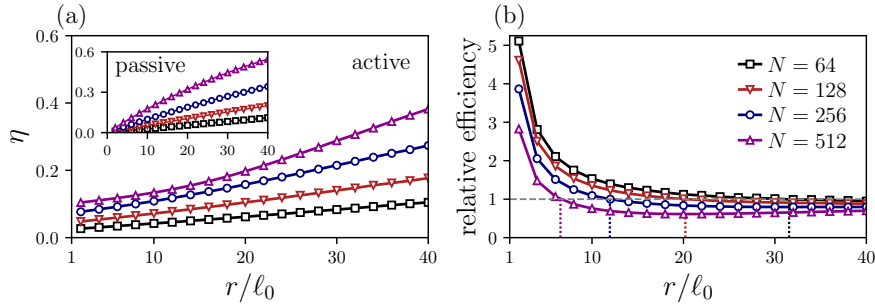 (a)
(b)
0.6
0.4
0.2
0.0
η
passive
active
0.6
0.3
0.0
0 10 20 30 40
1 10 20 30 40
r/ℓ₀
relative efficiency
5
4
3
2
1
0
N = 64
N = 128
N = 256
N = 512
1 10 20 30 40
r/ℓ₀